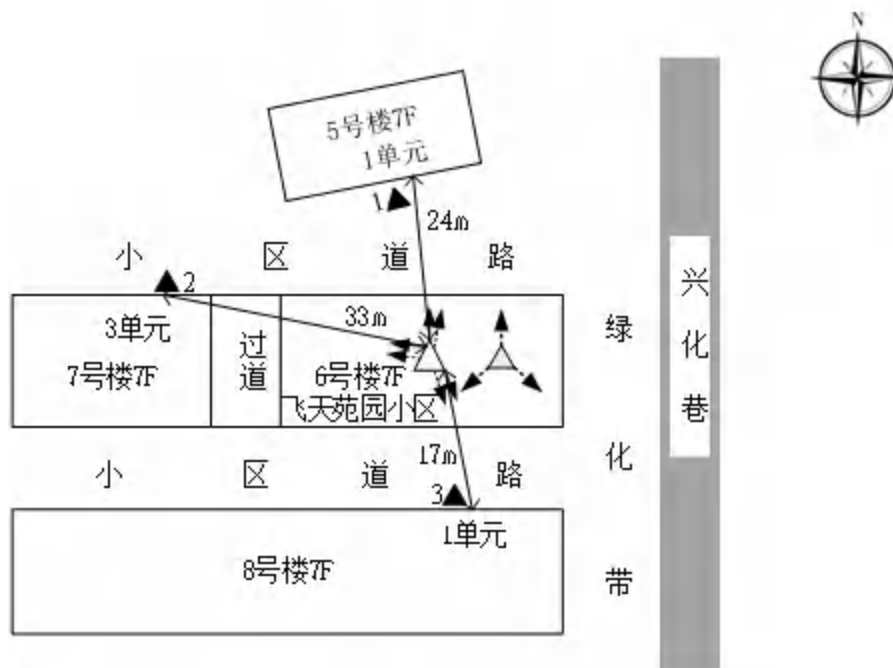 N
5号楼7F
1单元
1
24m
小区道路
2
33m
3单元
7号楼7F
过道
6号楼7F
飞天苑园小区
绿化带
兴化巷
17m
小区道路
3
1单元
8号楼7F